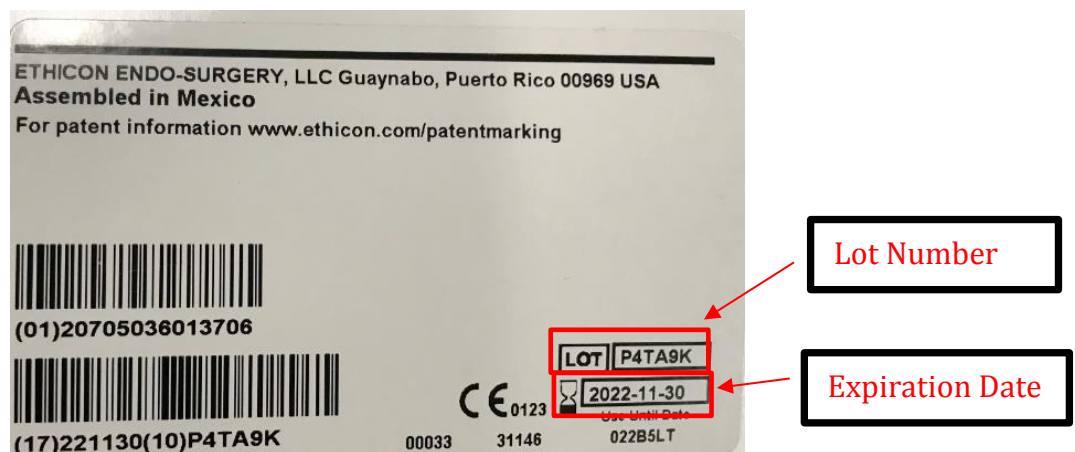 ETHICON ENDO-SURGERY, LLC Guaynabo, Puerto Rico 00969 USA
Assembled in Mexico
For patent information www.ethicon.com/patentmarking
Lot Number
(01)20705036013706
LOT P4TA9K
2022-11-30
Expiration Date
CE 0123
Use Until Date
(17)221130(10)P4TA9K
00033 31146 022B5LT